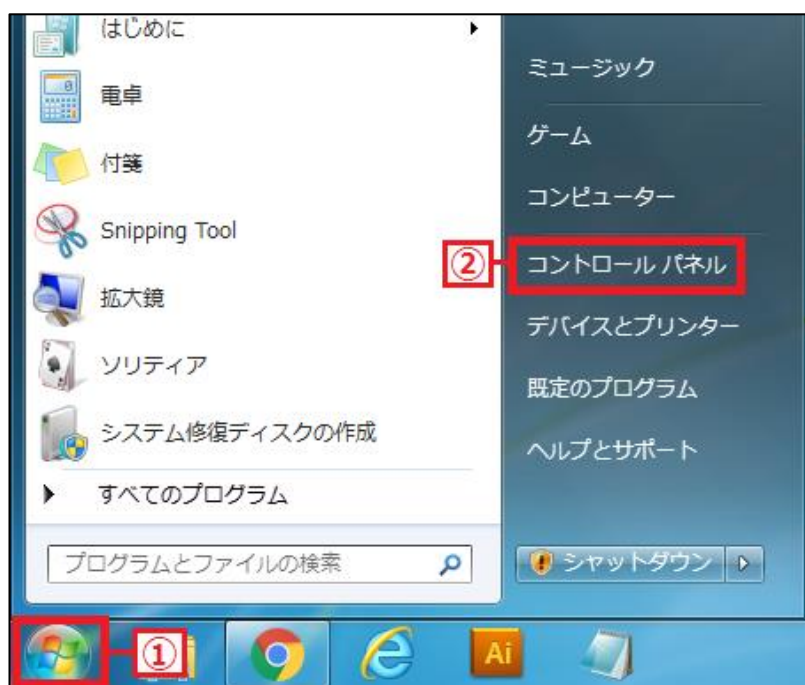 はじめに
電卓
付箋
Snipping Tool
拡大鏡
ソリティア
システム修復ディスクの作成
すべてのプログラム
プログラムとファイルの検索
ミュージック
ゲーム
コンピューター
② コントロール パネル
デバイスとプリンター
既定のプログラム
ヘルプとサポート
シャットダウン
①
Ai